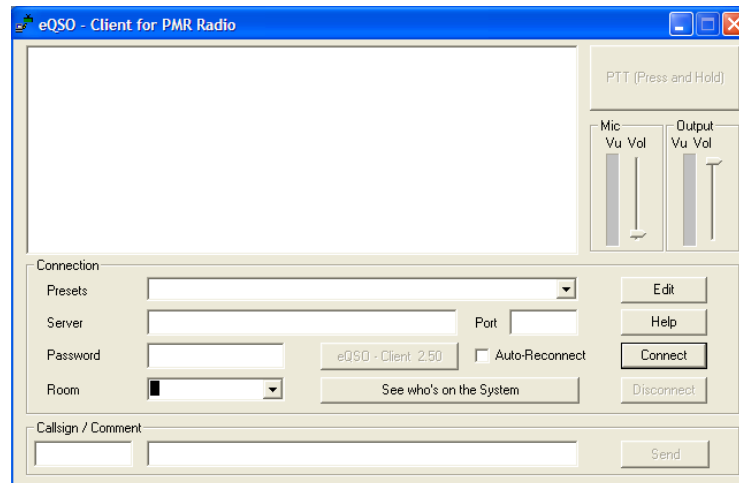 eQSO - Client for PMR Radio
PTT (Press and Hold)
Mic Output
Vu Vol Vu Vol
Connection
Presets Edit
Server Port Help
Password eQSO - Client 2.50 Auto-Reconnect Connect
Room See who's on the System Disconnect
Callsign / Comment
Send